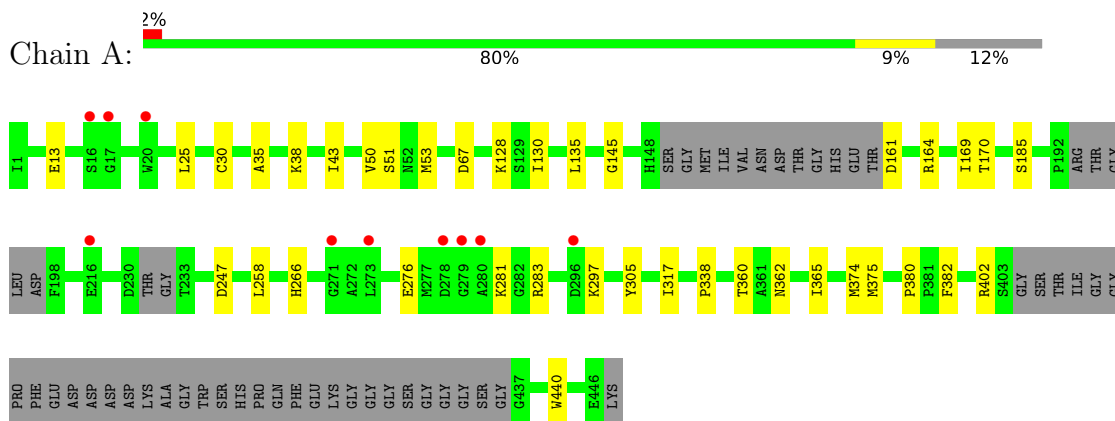 2%
Chain A:
80% 9% 12%
I1 E13 S16 G17 W20 L25 C30 A35 K38 I43 V50 S51 N52 M53 D67 K128 S129 I130 L135 G145 H148 SER GLY MET ILE VAL ASN ASP THR GLY HIS GLU THR D161 R164 I169 T170 S185 P192 ARG THR GLY
LEU ASP F198 E216 D230 THR GLY T233 D247 L258 H266 G271 A272 L273 E276 M277 D278 G279 A280 K281 G282 R283 D296 K297 Y305 I317 P338 T360 A361 N362 I365 M374 M375 P380 P381 F382 R402 S403 GLY SER THR ILE GLY GLY
PRO PHE GLU ASP ASP ASP ASP LYS ALA GLY TRP SER HIS PRO GLN PHE GLU LYS GLY GLY GLY SER GLY GLY GLY SER GLY G437 W440 E446 LYS